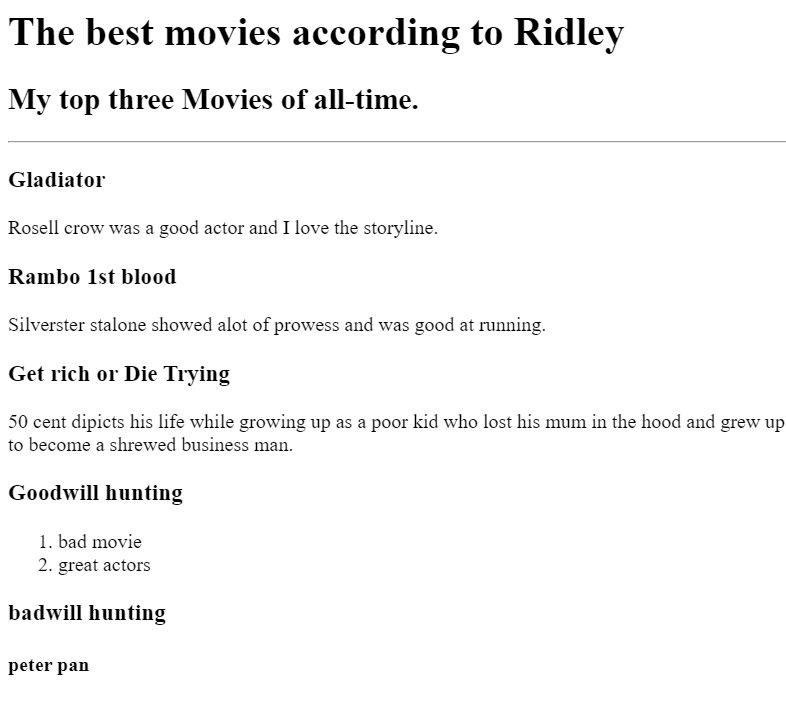 The best movies according to Ridley
My top three Movies of all-time.
Gladiator
Rosell crow was a good actor and I love the storyline.
Rambo 1st blood
Silverster stalone showed alot of prowess and was good at running.
Get rich or Die Trying
50 cent dipicts his life while growing up as a poor kid who lost his mum in the hood and grew up
to become a shrewed business man.
Goodwill hunting
1. bad movie
2. great actors
badwill hunting
peter pan